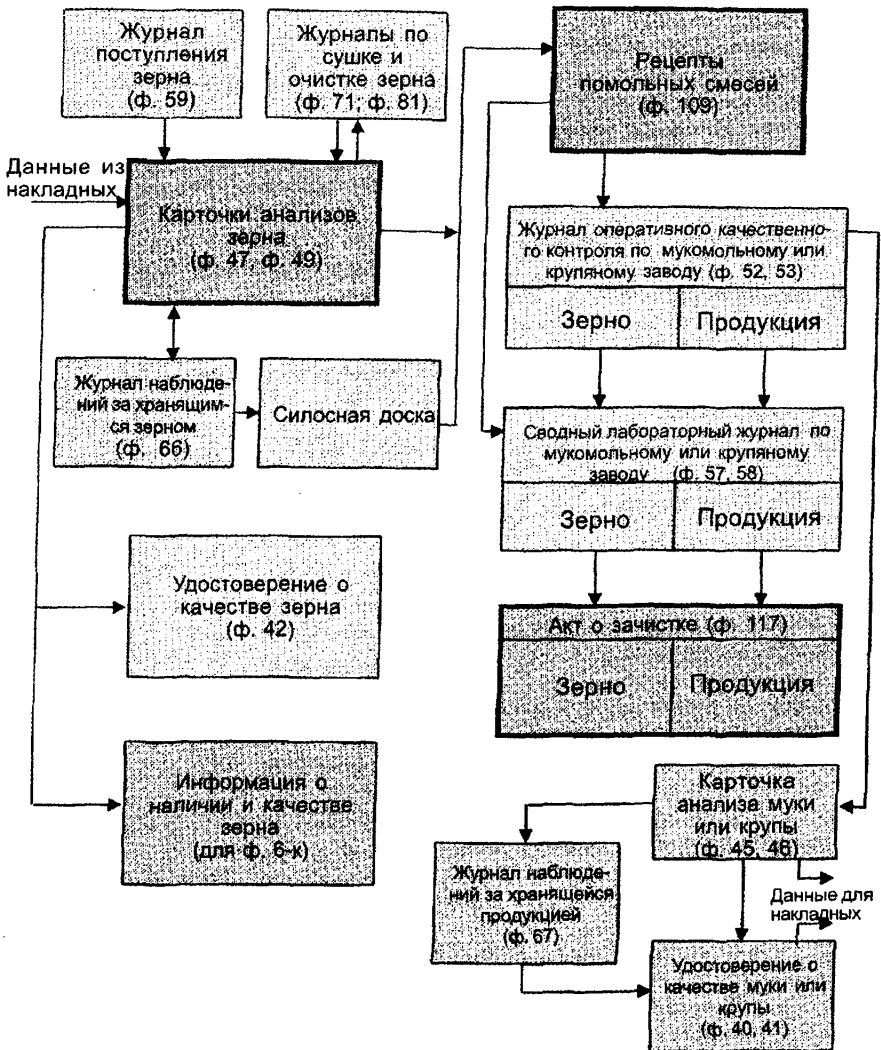 Журнал
поступления
зерна
(ф. 59)
Журналы по
сушке и
очистке зерна
(ф. 71; ф. 81)
Рецепты
помольных смесей
(ф. 109)
Данные из
накладных
Карточки анализов
зерна
(ф. 47, ф. 49)
Журнал оперативного качественно-
го контроля по мукомольному или
крупяному заводу (ф. 52, 53)
Зерно
Продукция
Журнал наблюде-
ний за хранящим-
ся зерном
(ф. 66)
Силосная доска
Сводный лабораторный журнал по
мукомольному или крупяному
заводу (ф. 57, 58)
Зерно
Продукция
Удостоверение о
качестве зерна
(ф. 42)
Акт о зачистке (ф. 117)
Зерно
Продукция
Информация о
наличии и качестве
зерна
(для ф. 6-к)
Карточка
анализа муки
или крупы
(ф. 45, 46)
Журнал наблюде-
ний за хранящейся
продукцией
(ф. 67)
Данные для
накладных
Удостоверение о
качестве муки или
крупы
(ф. 40, 41)